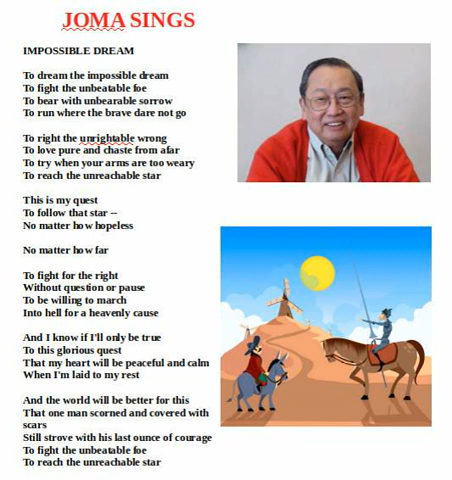 JOMA SINGS
IMPOSSIBLE DREAM
To dream the impossible dream
To fight the unbeatable foe
To bear with unbearable sorrow
To run where the brave dare not go
To right the unrightable wrong
To love pure and chaste from afar
To try when your arms are too weary
To reach the unreachable star
This is my quest
To follow that star --
No matter how hopeless
No matter how far
To fight for the right
Without question or pause
To be willing to march
Into hell for a heavenly cause
And I know if I'll only be true
To this glorious quest
That my heart will be peaceful and calm
When I'm laid to my rest
And the world will be better for this
That one man scorned and covered with
scars
Still strove with his last ounce of courage
To fight the unbeatable foe
To reach the unreachable star